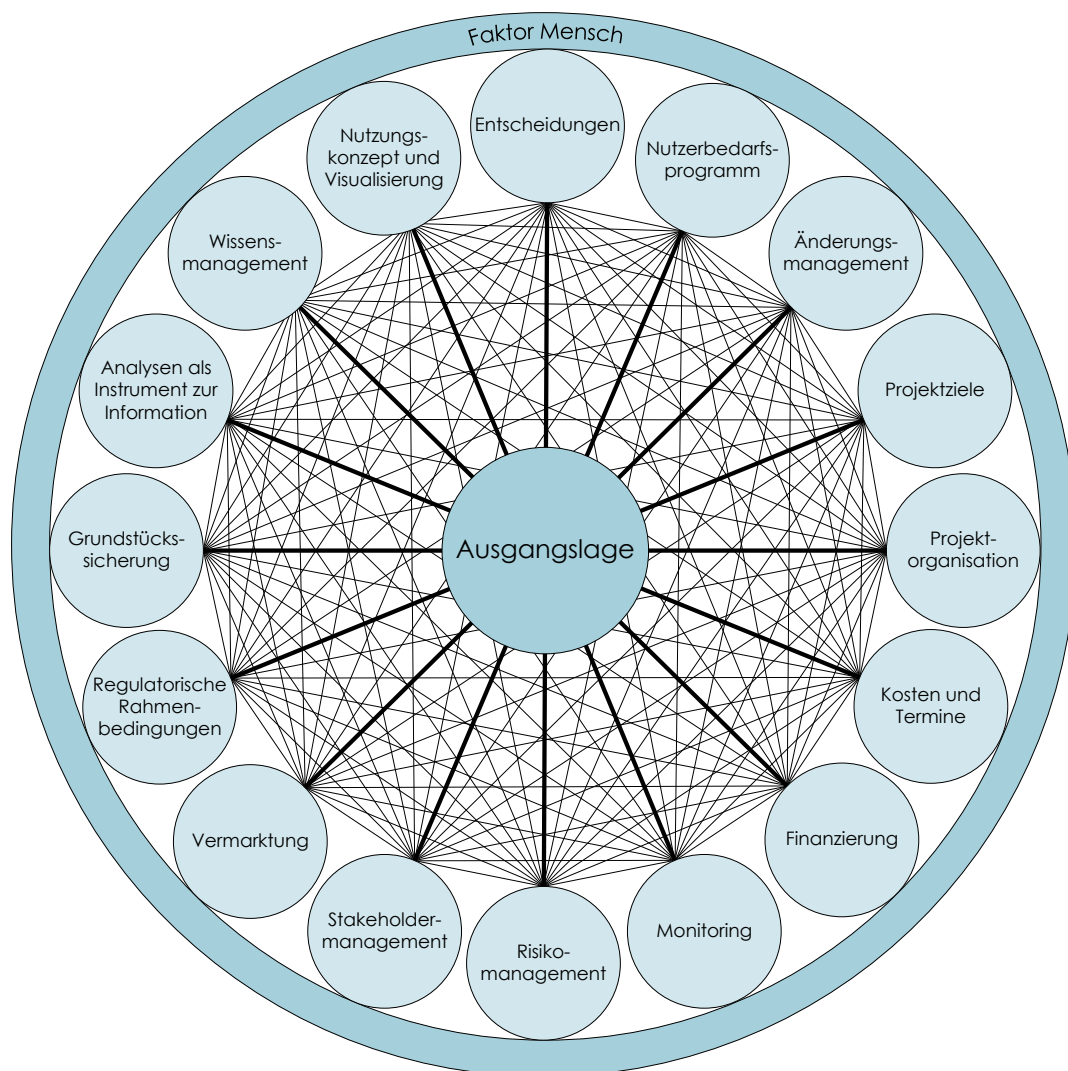 Faktor Mensch
Entscheidungen
Nutzerbedarfs-
programm
Änderungs-
management
Projektziele
Projekt-
organisation
Kosten und
Termine
Finanzierung
Monitoring
Risiko-
management
Stakeholder-
management
Vermarktung
Regulatorische
Rahmen-
bedingungen
Grundstücks-
sicherung
Analysen als
Instrument zur
Information
Wissens-
management
Nutzungs-
konzept und
Visualisierung
Ausgangslage